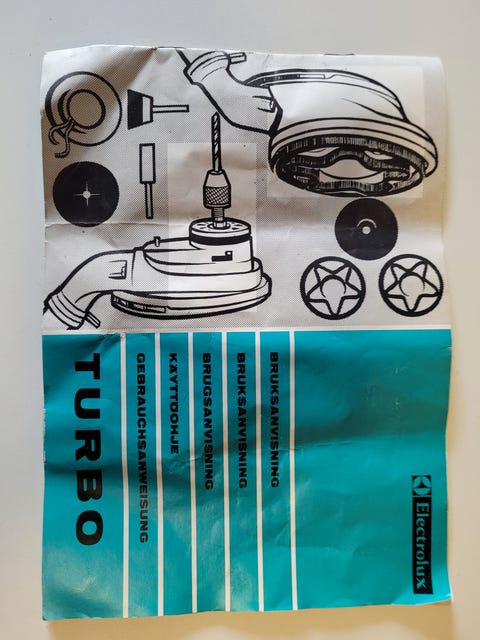 Electrolux
BRUKSANVISNING
BRUKSANVISNING
BRUGSANVISNING
KÄYTTÖOHJE
GEBRAUCHSANWEISUNG
TURBO